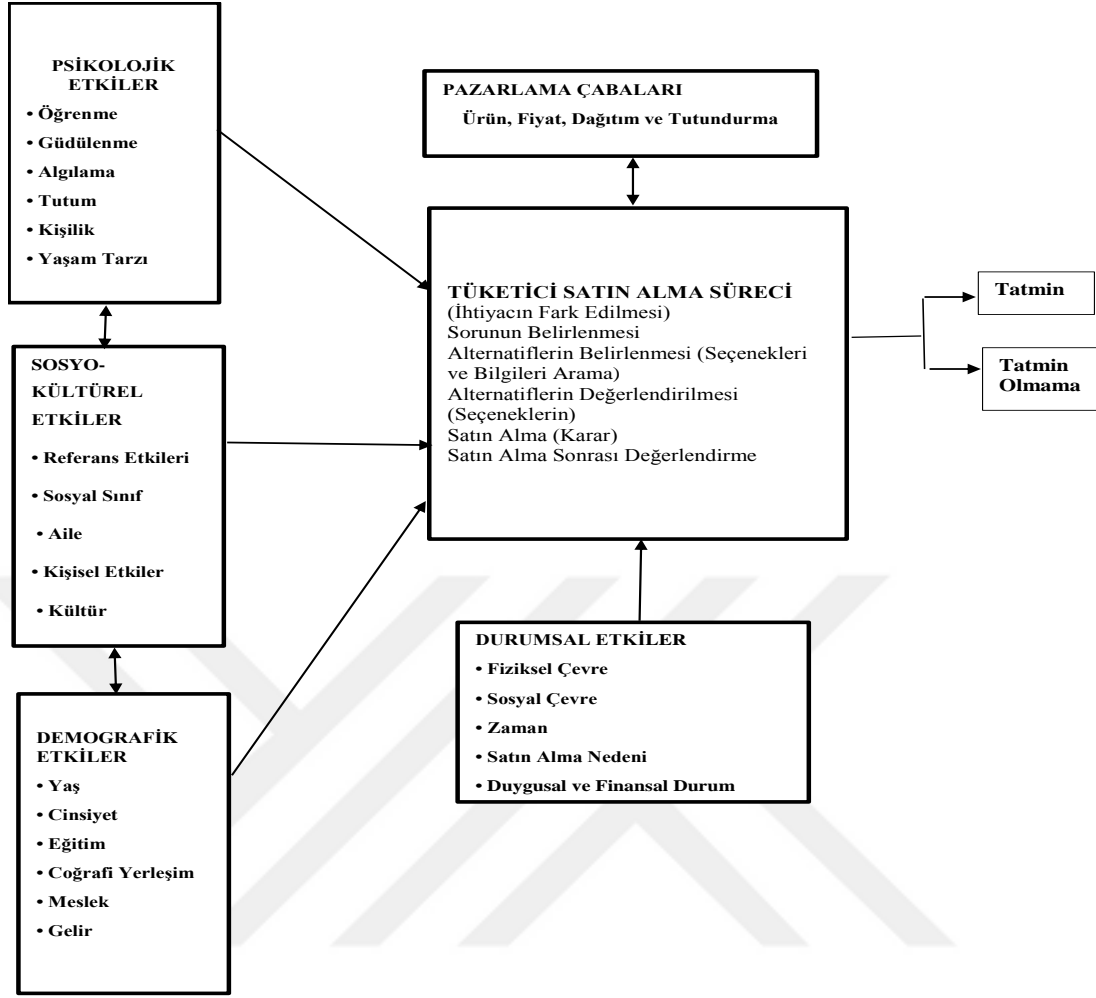 PSİKOLOJİK
ETKİLER
• Öğrenme
• Güdülenme
• Algılama
• Tutum
• Kişilik
• Yaşam Tarzı
SOSYO-
KÜLTÜREL
ETKİLER
• Referans Etkileri
• Sosyal Sınıf
• Aile
• Kişisel Etkiler
• Kültür
DEMOGRAFİK
ETKİLER
• Yaş
• Cinsiyet
• Eğitim
• Coğrafi Yerleşim
• Meslek
• Gelir
PAZARLAMA ÇABALARI
Ürün, Fiyat, Dağıtım ve Tutundurma
TÜKETİCİ SATIN ALMA SÜRECİ
(İhtiyacın Fark Edilmesi)
Sorunun Belirlenmesi
Alternatiflerin Belirlenmesi (Seçenekleri
ve Bilgileri Arama)
Alternatiflerin Değerlendirilmesi
(Seçeneklerin)
Satın Alma (Karar)
Satın Alma Sonrası Değerlendirme
DURUMSAL ETKİLER
• Fiziksel Çevre
• Sosyal Çevre
• Zaman
• Satın Alma Nedeni
• Duygusal ve Finansal Durum
Tatmin
Tatmin
Olmama